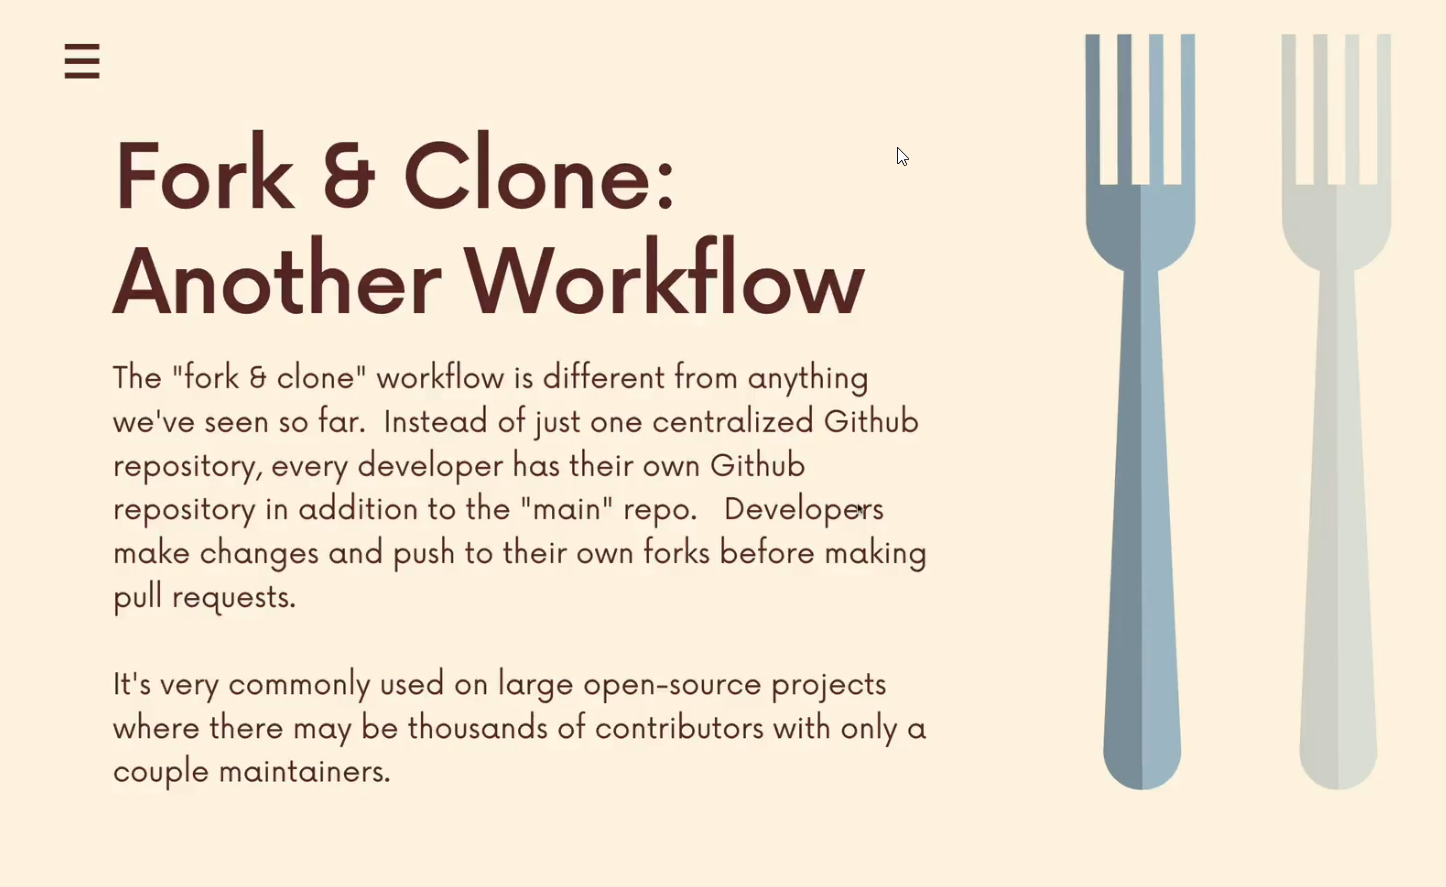 Fork & Clone:
Another Workflow
The "fork & clone" workflow is different from anything
we've seen so far.  Instead of just one centralized Github
repository, every developer has their own Github
repository in addition to the "main" repo.   Developers
make changes and push to their own forks before making
pull requests.
It's very commonly used on large open-source projects
where there may be thousands of contributors with only a
couple maintainers.